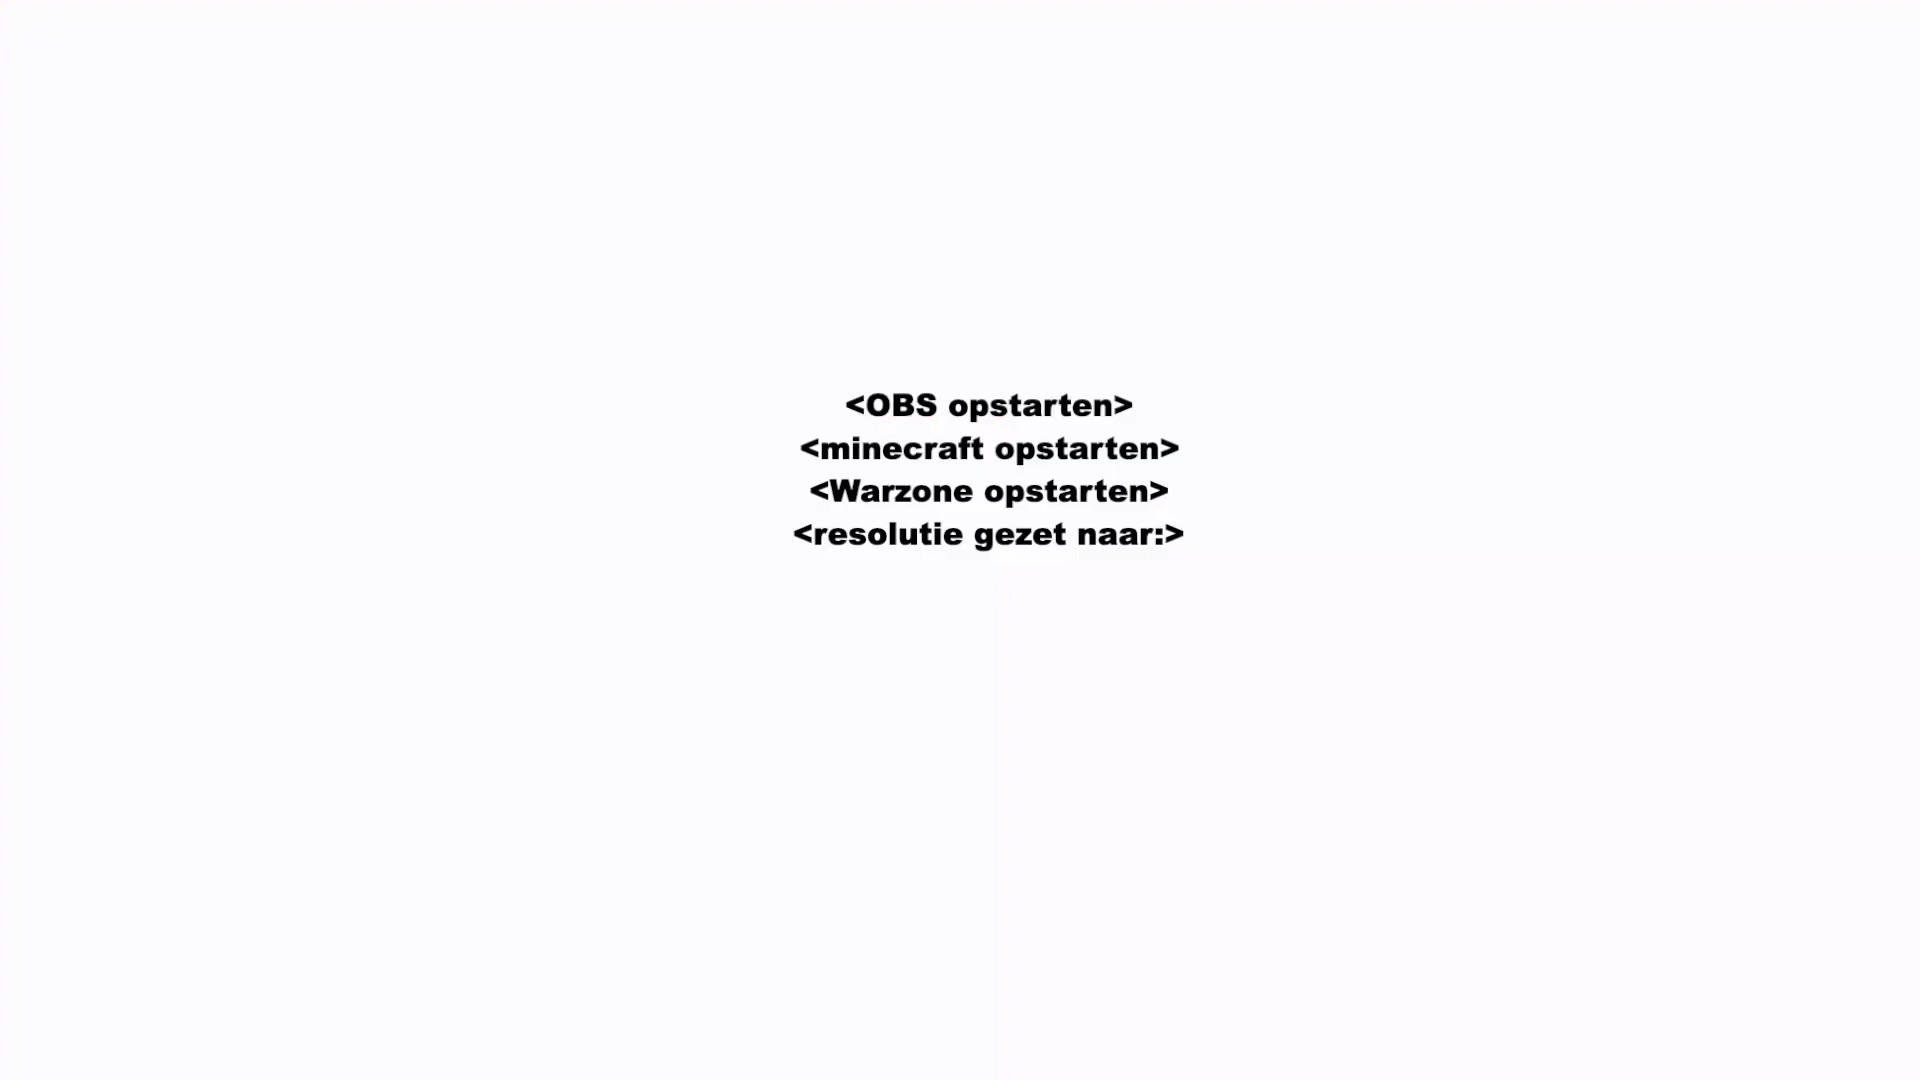 <OBS opstarten>
<minecraft opstarten>
<Warzone opstarten>
<resolutie gezet naar:>